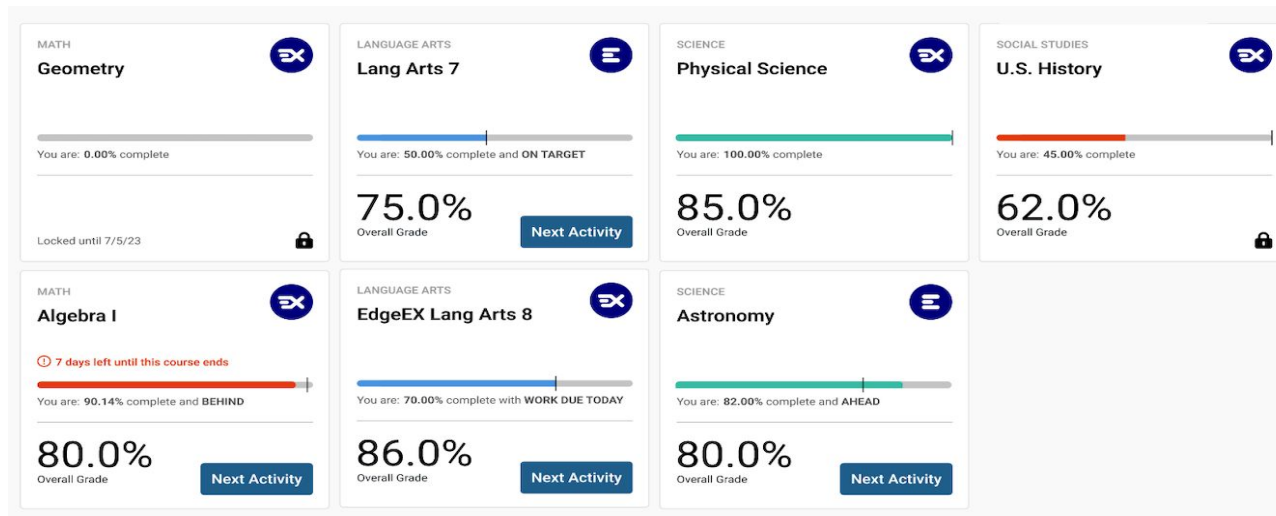 MATH
Geometry
You are: 0.00% complete
Locked until 7/5/23
LANGUAGE ARTS
Lang Arts 7
You are: 50.00% complete and ON TARGET
75.0%
Overall Grade
Next Activity
SCIENCE
Physical Science
You are: 100.00% complete
85.0%
Overall Grade
SOCIAL STUDIES
U.S. History
You are: 45.00% complete
62.0%
Overall Grade
MATH
Algebra I
7 days left until this course ends
You are: 90.14% complete and BEHIND
80.0%
Overall Grade
Next Activity
LANGUAGE ARTS
EdgeEX Lang Arts 8
You are: 70.00% complete with WORK DUE TODAY
86.0%
Overall Grade
Next Activity
SCIENCE
Astronomy
You are: 82.00% complete and AHEAD
80.0%
Overall Grade
Next Activity